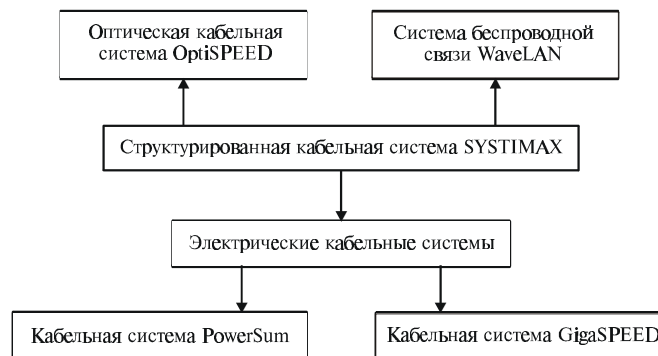 Оптическая кабельная
система OptiSPEED
Система беспроводной
связи WaveLAN
Структурированная кабельная система SYSTIMAX
Электрические кабельные системы
Кабельная система PowerSum
Кабельная система GigaSPEED